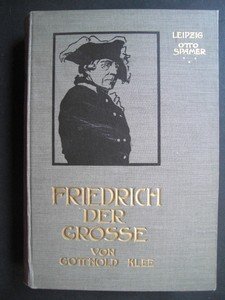 LEIPZIG
OTTO
SPAMER
FRIEDRICH
DER
GROSSE
VON
GOTTHOLD KLEE